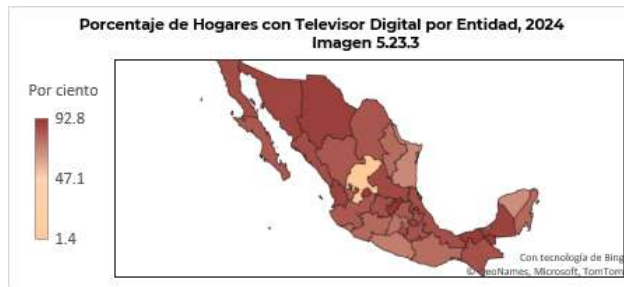 Porcentaje de Hogares con Televisor Digital por Entidad, 2024
Imagen 5.23.3
Por ciento
92.8
47.1
1.4
Con tecnología de Bing
© GeoNames, Microsoft, TomTom